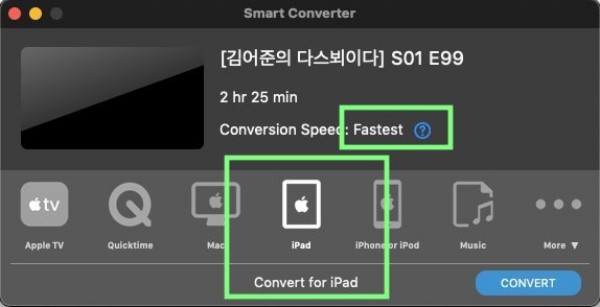 Smart Converter
[김어준의 다스뵈이다] S01 E99
2 hr 25 min
Conversion Speed: Fastest ?
tv
Apple TV
Quicktime
Mac
iPad
iPhone or iPod
Music
More ▼
Convert for iPad
CONVERT